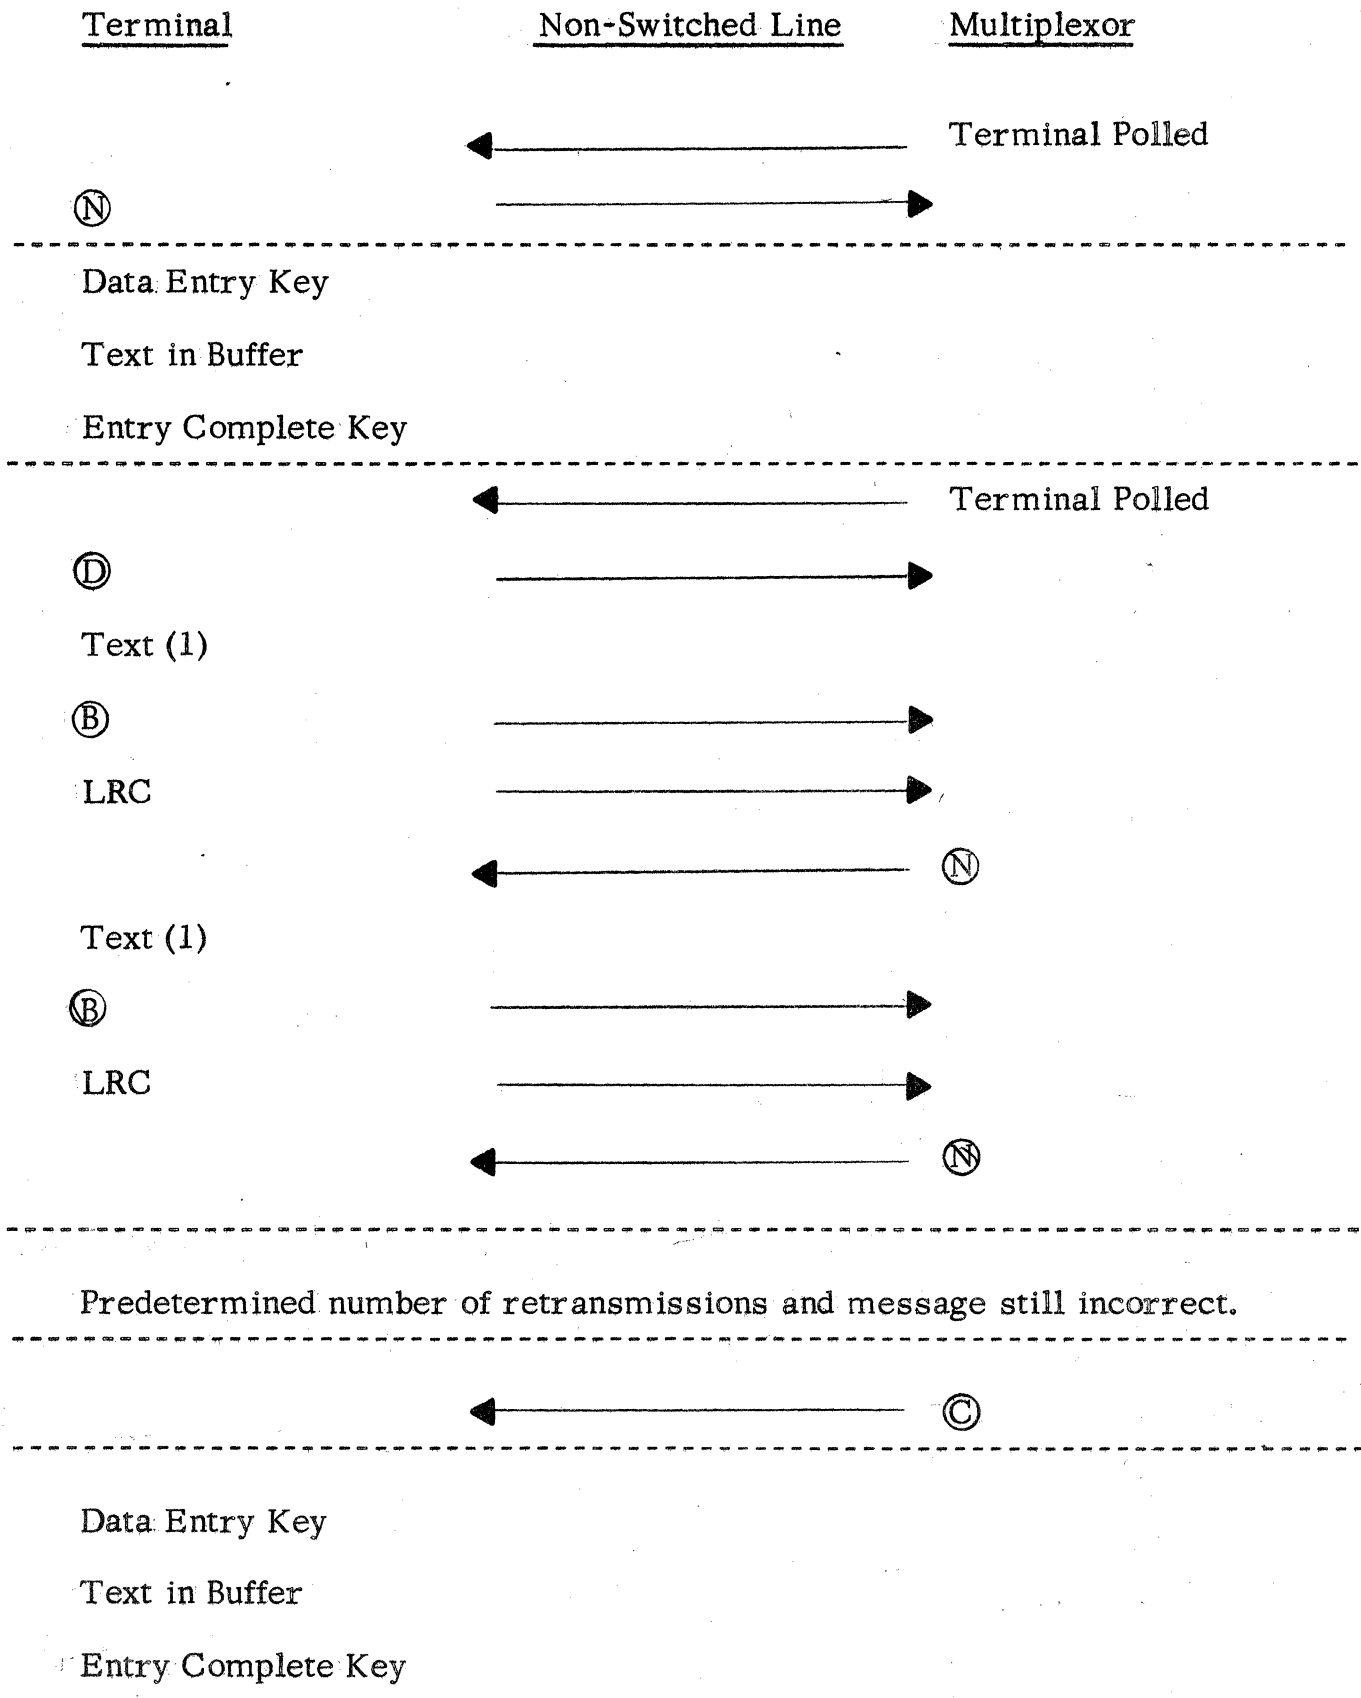 Terminal Non-Switched Line Multiplexor
Terminal Polled
Ⓝ
Data Entry Key
Text in Buffer
Entry Complete Key
Terminal Polled
Ⓓ
Text (1)
Ⓑ
LRC
Ⓝ
Text (1)
Ⓑ
LRC
Ⓝ
Predetermined number of retransmissions and message still incorrect.
Ⓒ
Data Entry Key
Text in Buffer
Entry Complete Key